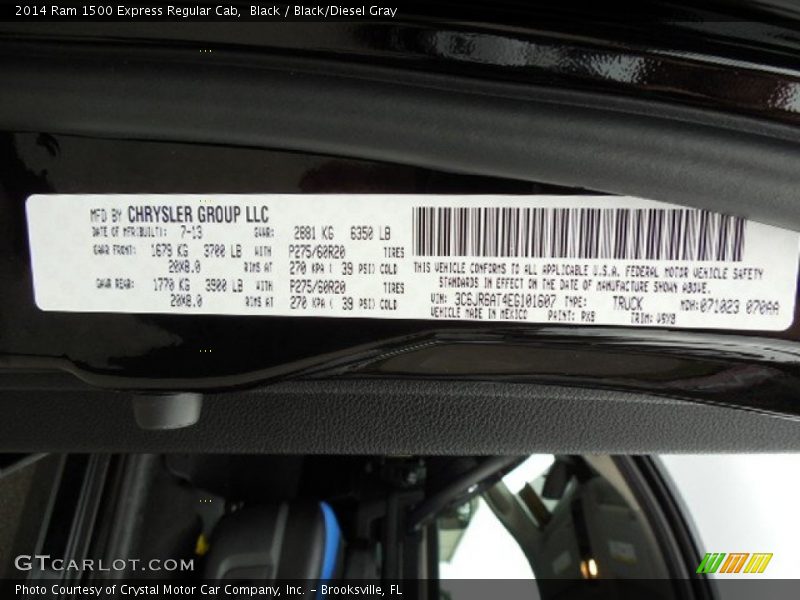 2014 Ram 1500 Express Regular Cab,  Black / Black/Diesel Gray
MFD BY CHRYSLER GROUP LLC
DATE OF MFR(BUILT): 7-13 GVWR: 2881 KG 6350 LB
GAWR FRONT: 1679 KG 3700 LB WITH P275/60R20 TIRES
20X8.0 RIMS AT 270 KPA ( 39 PSI) COLD
GAWR REAR: 1770 KG 3900 LB WITH P275/60R20 TIRES
20X8.0 RIMS AT 270 KPA ( 39 PSI) COLD
THIS VEHICLE CONFORMS TO ALL APPLICABLE U.S.A. FEDERAL MOTOR VEHICLE SAFETY
STANDARDS IN EFFECT ON THE DATE OF MANUFACTURE SHOWN ABOVE.
VIN: 3C6JR6AT4EG101607 TYPE: TRUCK MDH:071023 070AA
VEHICLE MADE IN MEXICO PAINT: PX8 TRIM: V9X8
GTCARLOT.COM
Photo Courtesy of Crystal Motor Car Company, Inc. – Brooksville, FL